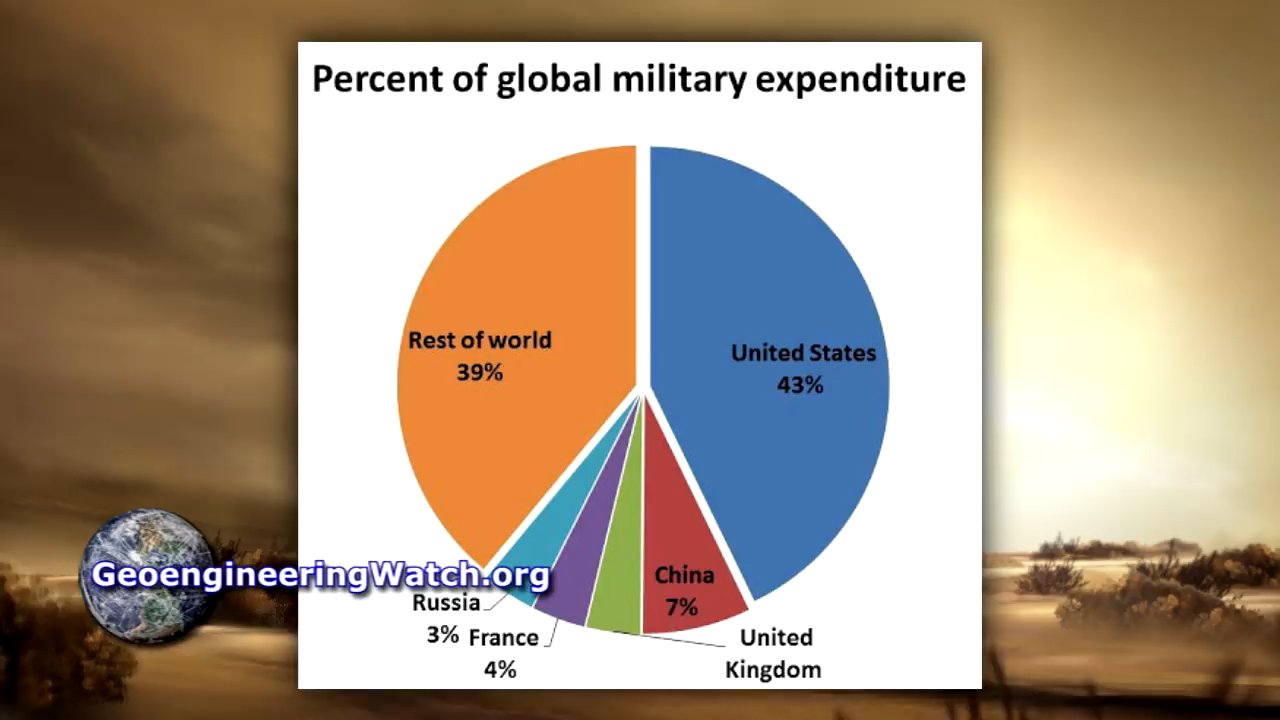 Percent of global military expenditure
Rest of world
39%
United States
43%
China
7%
GeoengineeringWatch.org
Russia
3%
France
4%
United
Kingdom